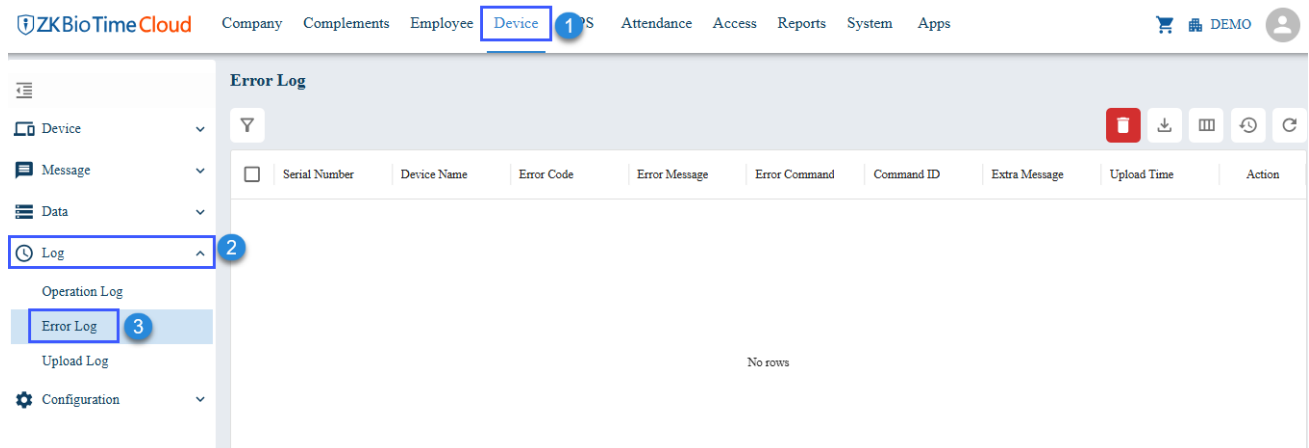 ZKBioTime Cloud Company Complements Employee Device 1 S Attendance Access Reports System Apps DEMO
Error Log
Device
Serial Number Device Name Error Code Error Message Error Command Command ID Extra Message Upload Time Action
Message
Data
Log 2
Operation Log
Error Log 3
Upload Log
No rows
Configuration